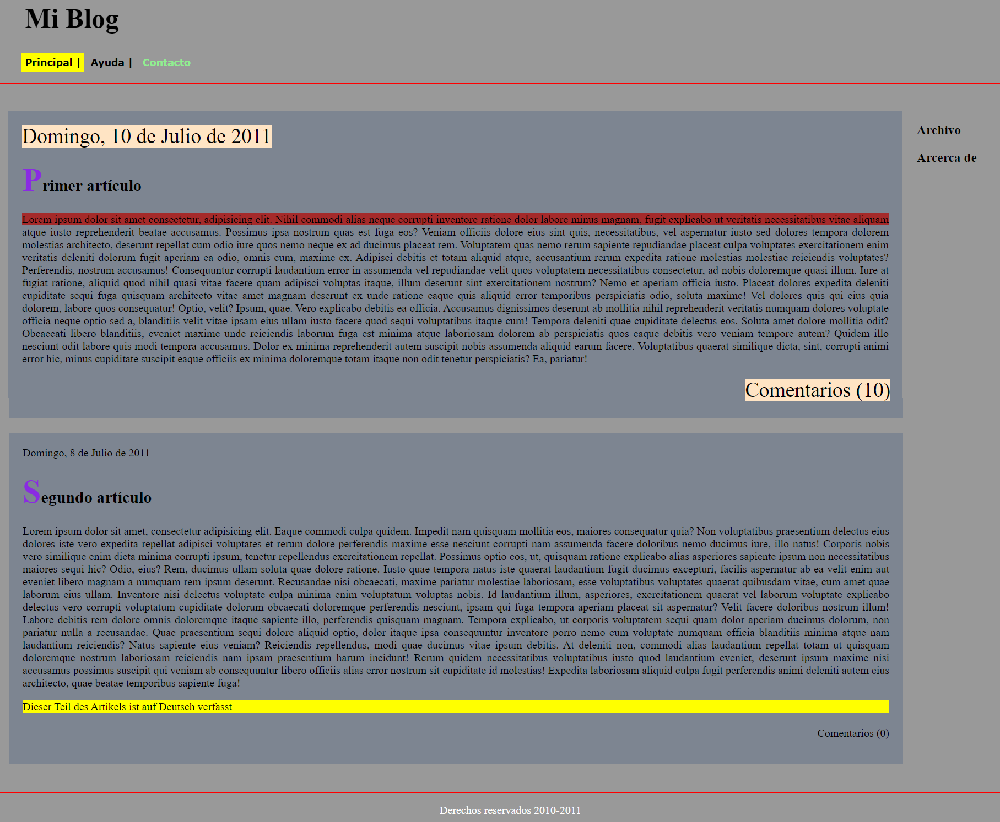 Mi Blog
Principal | Ayuda | Contacto
Domingo, 10 de Julio de 2011
Archivo
Arcerca de
Primer artículo
Lorem ipsum dolor sit amet consectetur, adipisicing elit. Nihil commodi alias neque corrupti inventore ratione dolor labore minus magnam, fugit explicabo ut veritatis necessitatibus vitae aliquam
atque iusto reprehenderit beatae accusamus. Possimus ipsa nostrum quas est fuga eos? Veniam officiis dolore eius sint quis, necessitatibus, vel aspernatur iusto sed dolores tempora dolorem
molestias architecto, deserunt repellat cum odio iure quos nemo neque ex ad ducimus placeat rem. Voluptatem quas nemo rerum sapiente repudiandae placeat culpa voluptates exercitationem enim
veritatis deleniti dolorum fugit aperiam ea odio, omnis cum, maxime ex. Adipisci debitis et totam aliquid atque, accusantium rerum expedita ratione molestias molestiae reiciendis voluptates?
Perferendis, nostrum accusamus! Consequuntur corrupti laudantium error in assumenda vel repudiandae velit quos voluptatem necessitatibus consectetur, ad nobis doloremque quasi illum. Iure at
fugiat ratione, aliquid quod nihil quasi vitae facere quam adipisci voluptas itaque, illum deserunt sint exercitationem nostrum? Nemo et aperiam officia iusto. Placeat dolores expedita deleniti
cupiditate sequi fuga quisquam architecto vitae amet magnam deserunt ex unde ratione eaque quis aliquid error temporibus perspiciatis odio, soluta maxime! Vel dolores quis qui eius quia
dolorem, labore quos consequatur! Optio, velit? Ipsum, quae. Vero explicabo debitis ea officia. Accusamus dignissimos deserunt ab mollitia nihil reprehenderit veritatis numquam dolores voluptate
officia neque optio sed a, blanditiis velit vitae ipsam eius ullam iusto facere quod sequi voluptatibus itaque cum! Tempora deleniti quae cupiditate delectus eos. Soluta amet dolore mollitia odit?
Obcaecati libero blanditiis, eveniet maxime unde reiciendis laborum fuga est minima atque laboriosam dolorem ab perspiciatis quos eaque debitis vero veniam tempore autem? Quidem illo
nesciunt odit labore quis modi tempora accusamus. Dolor ex minima reprehenderit autem suscipit nobis assumenda aliquid earum facere. Voluptatibus quaerat similique dicta, sint, corrupti animi
error hic, minus cupiditate suscipit eaque officiis ex minima doloremque totam itaque non odit tenetur perspiciatis? Ea, pariatur!
Comentarios (10)
Domingo, 8 de Julio de 2011
Segundo artículo
Lorem ipsum dolor sit amet, consectetur adipisicing elit. Eaque commodi culpa quidem. Impedit nam quisquam mollitia eos, maiores consequatur quia? Non voluptatibus praesentium delectus eius
dolores iste vero expedita repellat adipisci voluptates et rerum dolore perferendis maxime esse nesciunt corrupti nam assumenda facere doloribus nemo ducimus iure, illo natus! Corporis nobis
vero similique enim dicta minima corrupti ipsum, tenetur repellendus exercitationem repellat. Possimus optio eos, ut, quisquam ratione explicabo alias asperiores sapiente ipsum non necessitatibus
maiores sequi hic? Odio, eius? Rem, ducimus ullam soluta quae dolore ratione. Iusto quae tempora natus iste quaerat laudantium fugit ducimus excepturi, facilis aspernatur ab ea velit enim aut
eveniet libero magnam a numquam rem ipsum deserunt. Recusandae nisi obcaecati, maxime pariatur molestiae laboriosam, esse voluptatibus voluptates quaerat quibusdam vitae, cum amet quae
laborum eius ullam. Inventore nisi delectus voluptate culpa minima enim voluptatum voluptas nobis. Id laudantium illum, asperiores, exercitationem quaerat vel laborum voluptate explicabo
delectus vero corrupti voluptatum cupiditate dolorum obcaecati doloremque perferendis nesciunt, ipsam qui fuga tempora aperiam placeat sit aspernatur? Velit facere doloribus nostrum illum!
Labore debitis rem dolore omnis doloremque itaque sapiente illo, perferendis quisquam magnam. Tempora explicabo, ut corporis voluptatem sequi quam dolor aperiam ducimus dolorum, non
pariatur nulla a recusandae. Quae praesentium sequi dolore aliquid optio, dolor itaque ipsa consequuntur inventore porro nemo cum voluptate numquam officia blanditiis minima atque nam
laudantium reiciendis? Natus sapiente eius veniam? Reiciendis repellendus, modi quae ducimus vitae ipsum debitis. At deleniti non, commodi alias laudantium repellat totam ut quisquam
doloremque nostrum laboriosam reiciendis nam ipsam praesentium harum incidunt! Rerum quidem necessitatibus voluptatibus iusto quod laudantium eveniet, deserunt ipsum maxime nisi
accusamus possimus suscipit qui veniam ab consequuntur libero officiis alias error nostrum sit cupiditate id molestias! Expedita laboriosam aliquid culpa fugit perferendis animi deleniti autem eius
architecto, quae beatae temporibus sapiente fuga!
Dieser Teil des Artikels ist auf Deutsch verfasst
Comentarios (0)
Derechos reservados 2010-2011